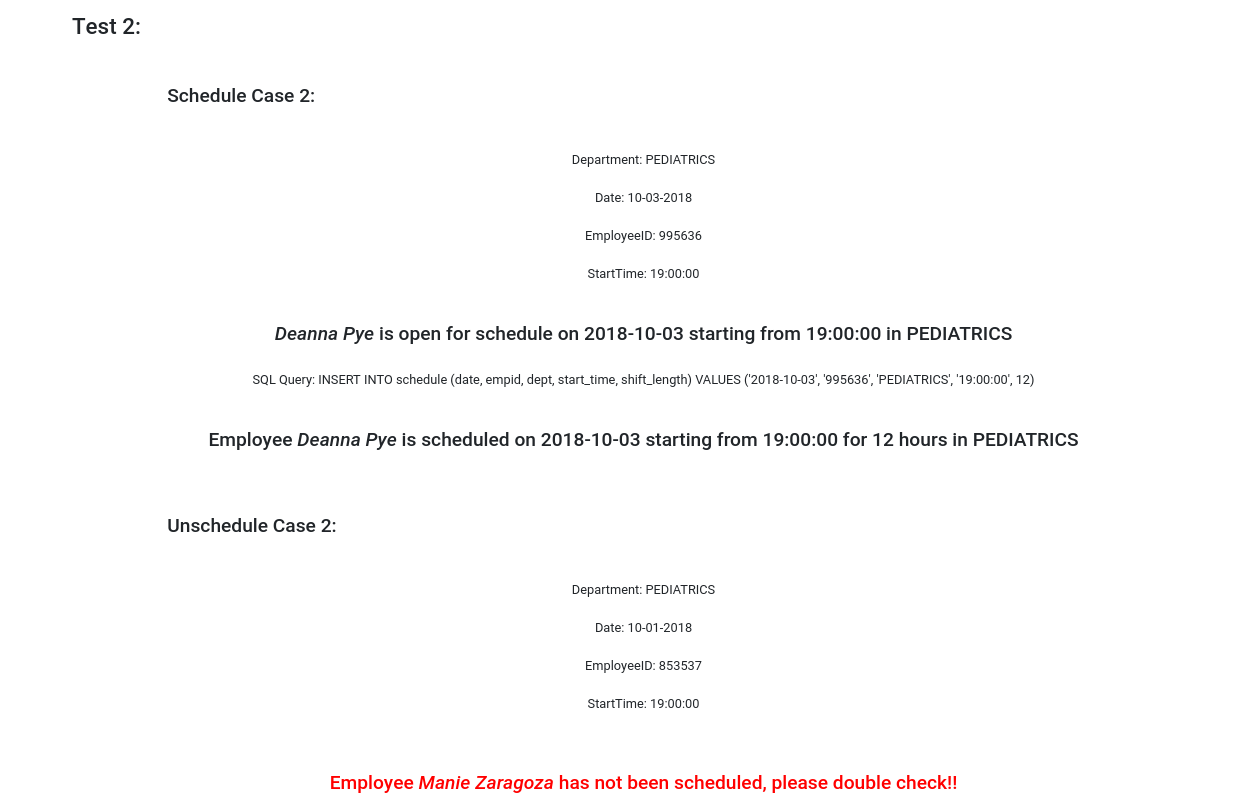 Test 2:
Schedule Case 2:
Department: PEDIATRICS
Date: 10-03-2018
EmployeeID: 995636
StartTime: 19:00:00
Deanna Pye is open for schedule on 2018-10-03 starting from 19:00:00 in PEDIATRICS
SQL Query: INSERT INTO schedule (date, empid, dept, start_time, shift_length) VALUES ('2018-10-03', '995636', 'PEDIATRICS', '19:00:00', 12)
Employee Deanna Pye is scheduled on 2018-10-03 starting from 19:00:00 for 12 hours in PEDIATRICS
Unschedule Case 2:
Department: PEDIATRICS
Date: 10-01-2018
EmployeeID: 853537
StartTime: 19:00:00
Employee Manie Zaragoza has not been scheduled, please double check!!